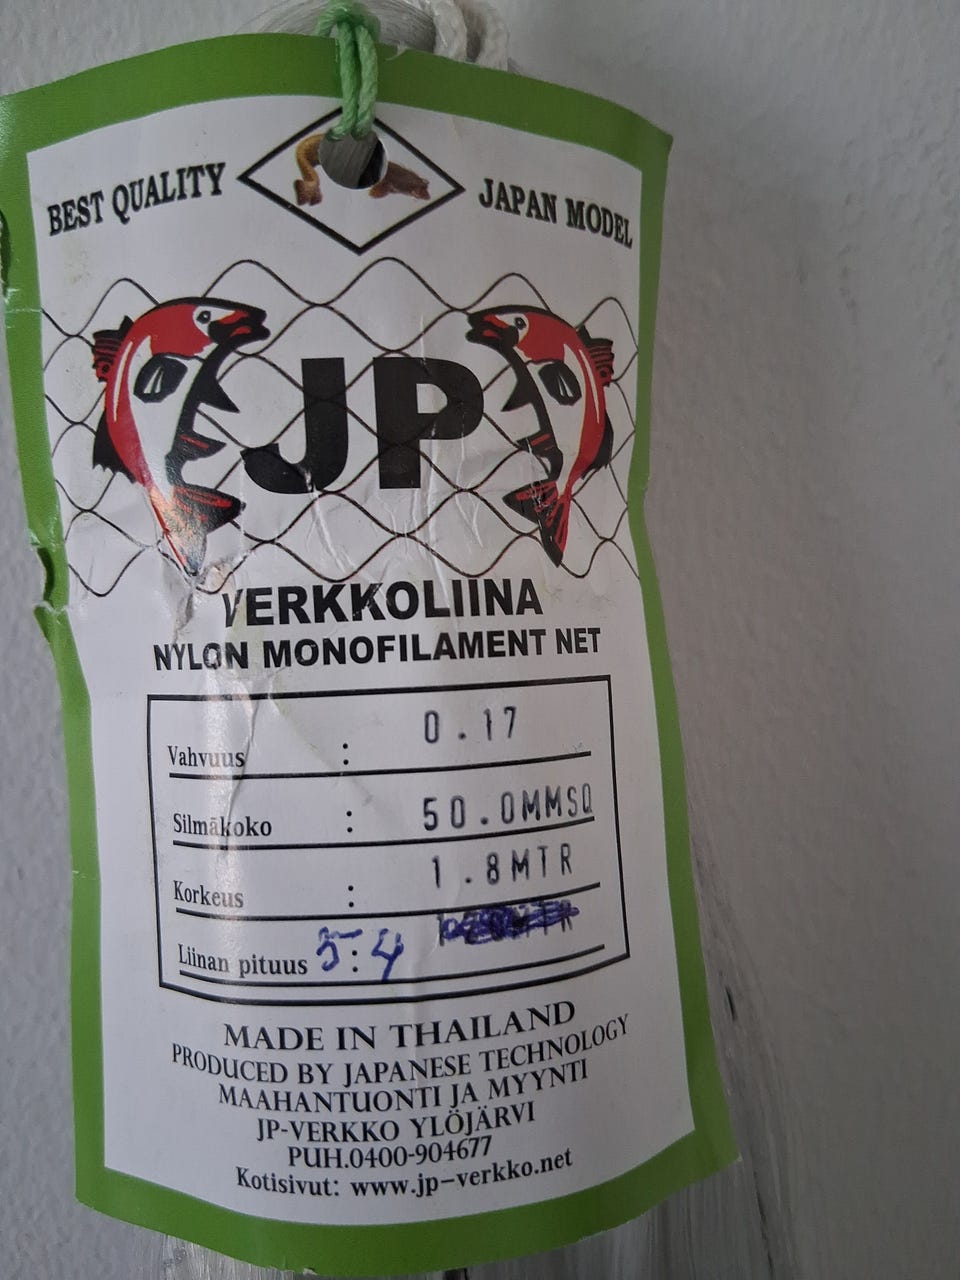 BEST QUALITY
JAPAN MODEL
JP
VERKKOLIINA
NYLON MONOFILAMENT NET
Vahvuus : 0.17
Silmäkoko : 50.0MMSQ
Korkeus : 1.8MTR
Liinan pituus :
MADE IN THAILAND
PRODUCED BY JAPANESE TECHNOLOGY
MAAHANTUONTI JA MYYNTI
JP-VERKKO YLÖJÄRVI
PUH.0400-904677
Kotisivut: www.jp-verkko.net